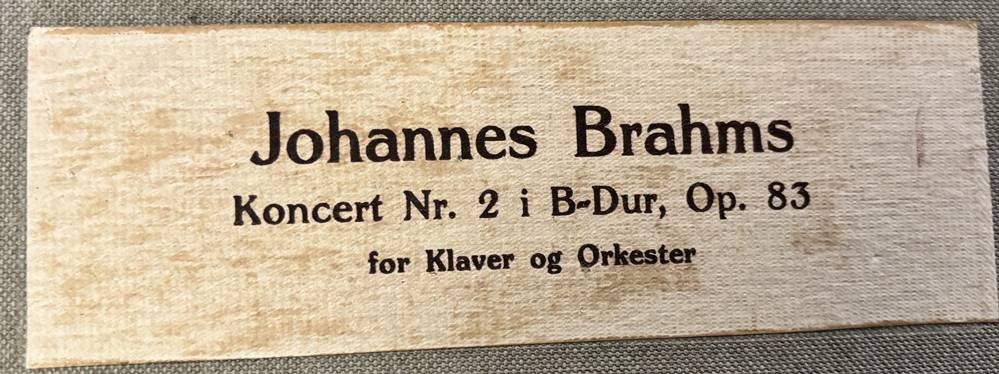 Johannes Brahms
Koncert Nr. 2 i B-Dur, Op. 83
for Klaver og Orkester